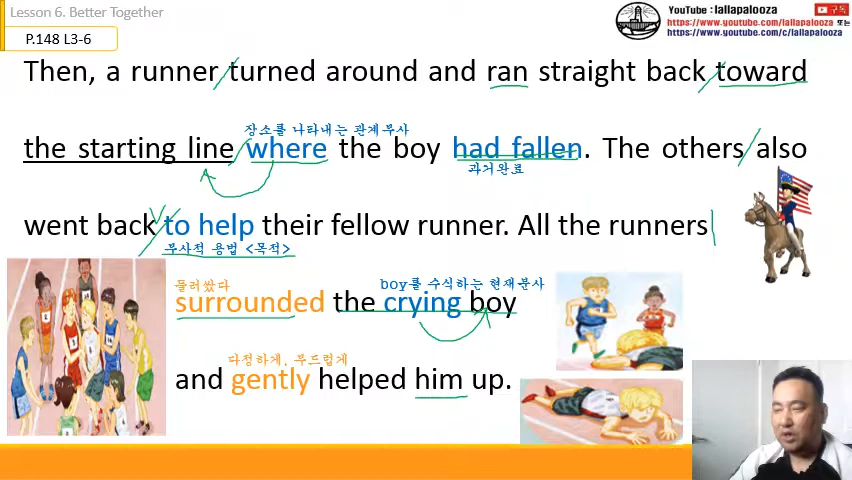 Lesson 6. Better Together
P.148 L3-6
YouTube : lallapalooza 구독
https://www.youtube.com/lallapalooza 또는
https://www.youtube.com/c/lallapalooza
Then, a runner turned around and ran straight back toward
장소를 나타내는 관계부사
the starting line where the boy had fallen. The others also
과거완료
went back to help their fellow runner. All the runners
부사적 용법 <목적>
둘러쌌다 boy를 수식하는 현재분사
surrounded the crying boy
다정하게, 부드럽게
and gently helped him up.